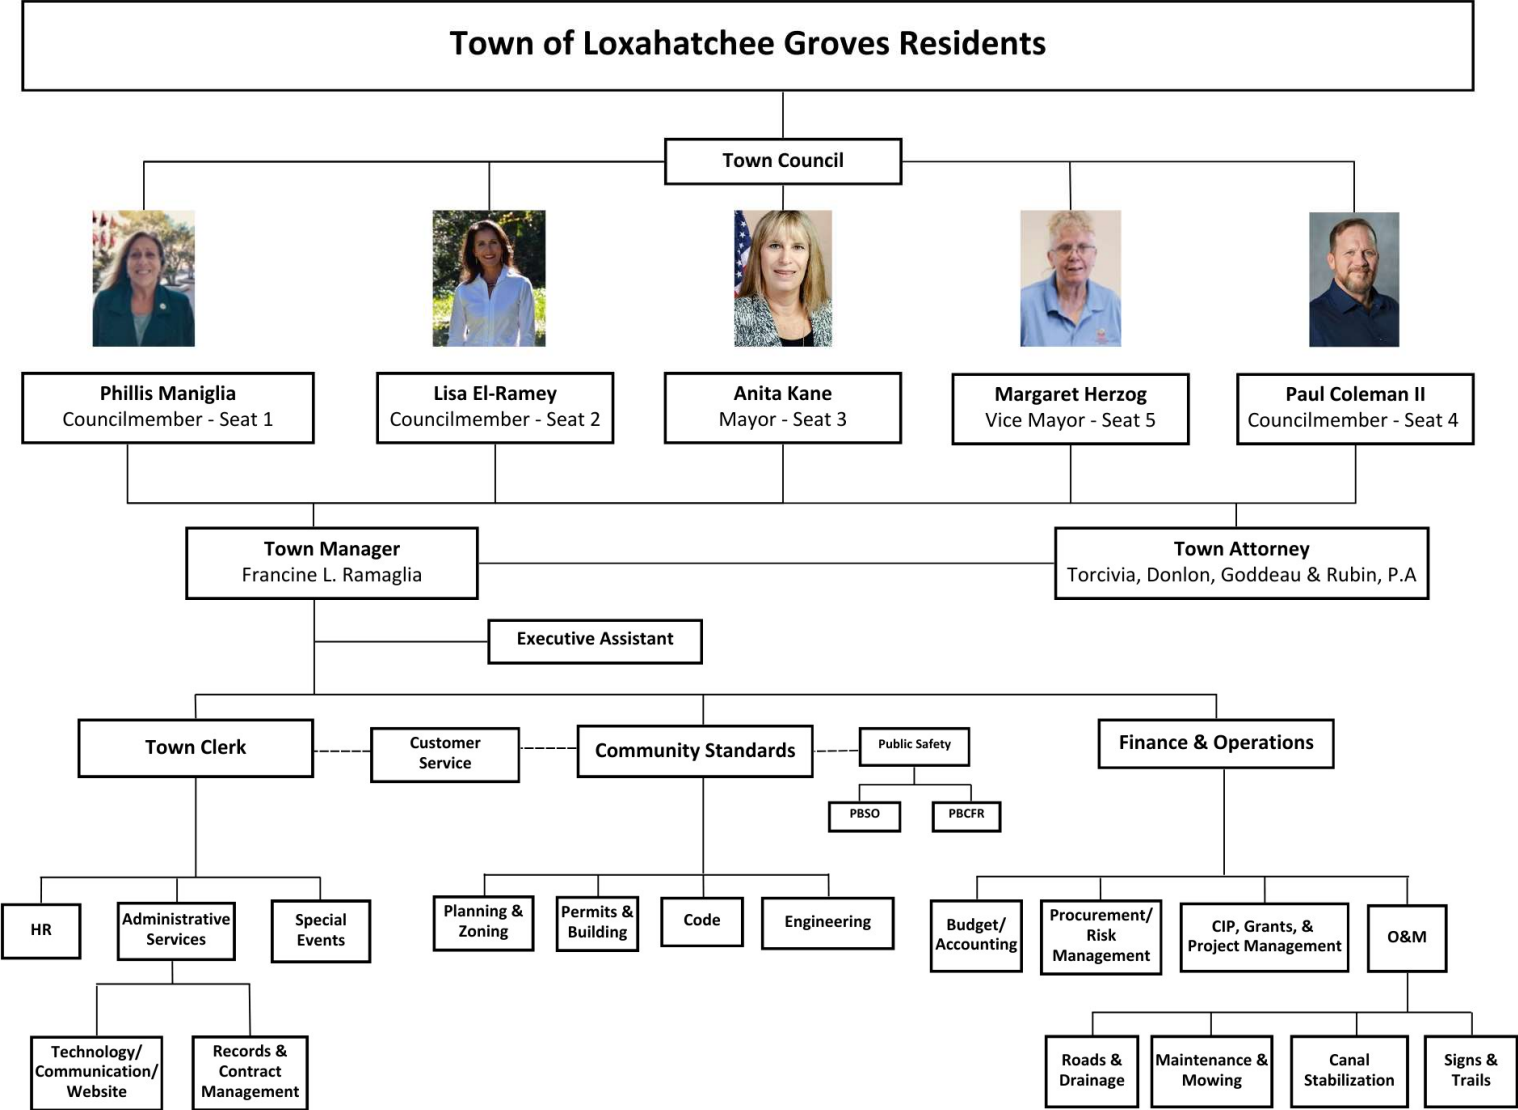 Town of Loxahatchee Groves Residents
Town Council
Phillis Maniglia
Councilmember - Seat 1
Lisa El-Ramey
Councilmember - Seat 2
Anita Kane
Mayor - Seat 3
Margaret Herzog
Vice Mayor - Seat 5
Paul Coleman II
Councilmember - Seat 4
Town Manager
Francine L. Ramaglia
Town Attorney
Torcivia, Donlon, Goddeau & Rubin, P.A
Executive Assistant
Town Clerk
Customer
Service
Community Standards
Public Safety
Finance & Operations
PBSO
PBCFR
HR
Administrative
Services
Special
Events
Planning &
Zoning
Permits &
Building
Code
Engineering
Budget/
Accounting
Procurement/
Risk
Management
CIP, Grants, &
Project Management
O&M
Technology/
Communication/
Website
Records &
Contract
Management
Roads &
Drainage
Maintenance &
Mowing
Canal
Stabilization
Signs &
Trails